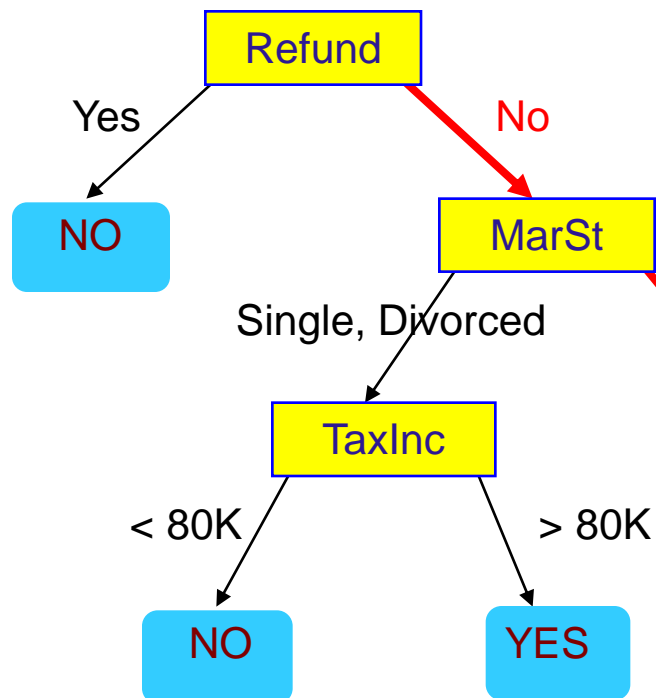 Refund
Yes
No
NO
MarSt
Single, Divorced
TaxInc
< 80K
> 80K
NO
YES